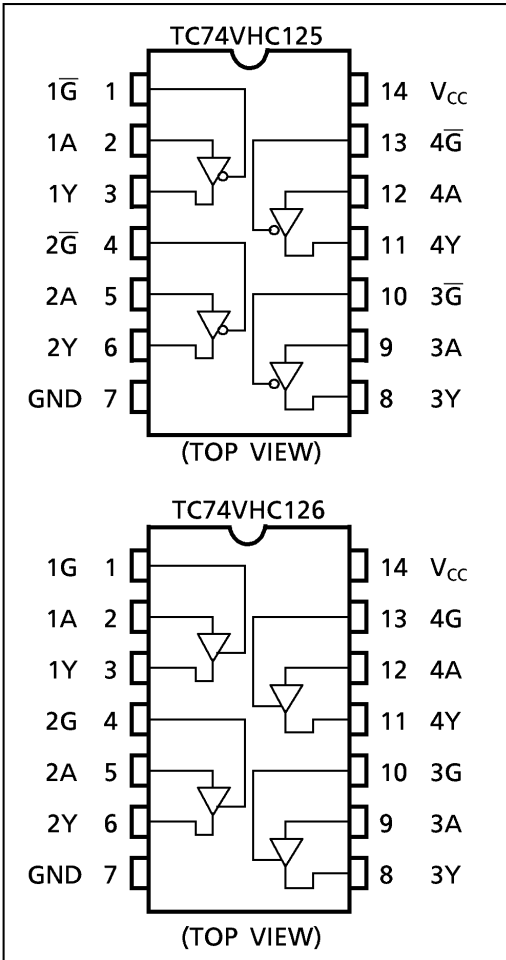 TC74VHC125
1G̅ 1 14 V_CC
1A 2 13 4G̅
1Y 3 12 4A
2G̅ 4 11 4Y
2A 5 10 3G̅
2Y 6 9 3A
GND 7 8 3Y
(TOP VIEW)
TC74VHC126
1G 1 14 V_CC
1A 2 13 4G
1Y 3 12 4A
2G 4 11 4Y
2A 5 10 3G
2Y 6 9 3A
GND 7 8 3Y
(TOP VIEW)